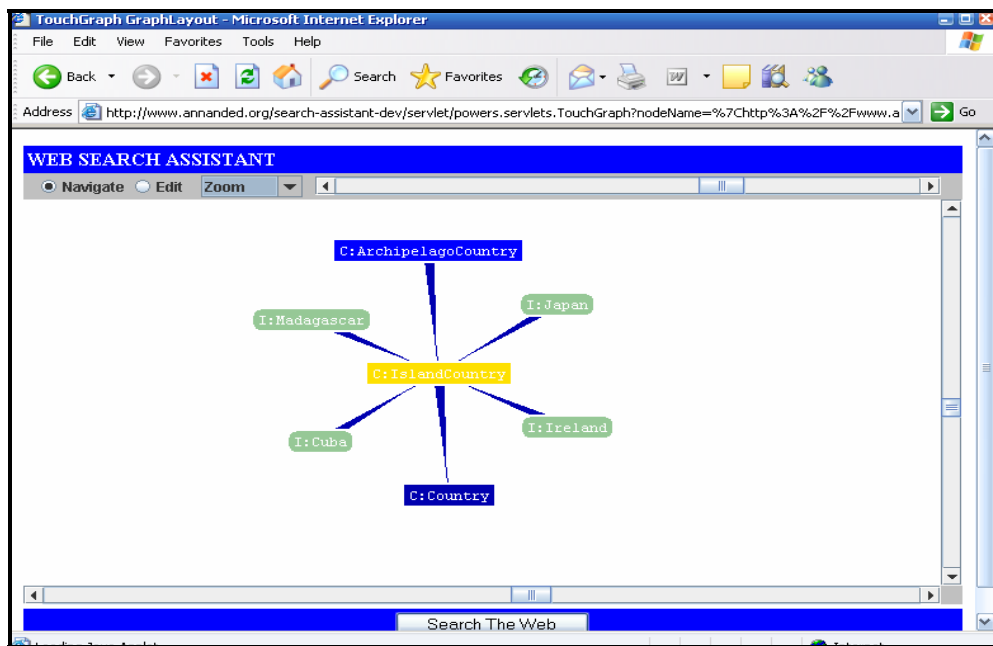 TouchGraph GraphLayout - Microsoft Internet Explorer
File Edit View Favorites Tools Help
Back Search Favorites
Address http://www.annanded.org/search-assistant-dev/servlet/powers.servlets.TouchGraph?nodeName=%7Chttp%3A%2F%2Fwww.a Go
WEB SEARCH ASSISTANT
Navigate Edit Zoom
C:ArchipelagoCountry
I:Japan
I:Madagascar
C:IslandCountry
I:Cuba
I:Ireland
C:Country
Search The Web